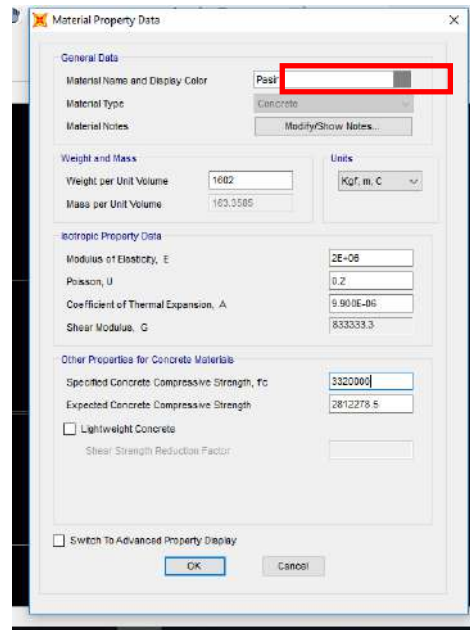 Material Property Data
General Data
Material Name and Display Color
Pasir
Material Type
Concrete
Material Notes
Modify/Show Notes...
Weight and Mass
Units
Weight per Unit Volume
1602
Kgf, m, C
Mass per Unit Volume
163.3585
Isotropic Property Data
Modulus of Elasticity, E
2E+06
Poisson, U
0.2
Coefficient of Thermal Expansion, A
9.900E-06
Shear Modulus, G
833333.3
Other Properties for Concrete Materials
Specified Concrete Compressive Strength, f'c
3320000
Expected Concrete Compressive Strength
2812278.5
Lightweight Concrete
Shear Strength Reduction Factor
Switch To Advanced Property Display
OK
Cancel